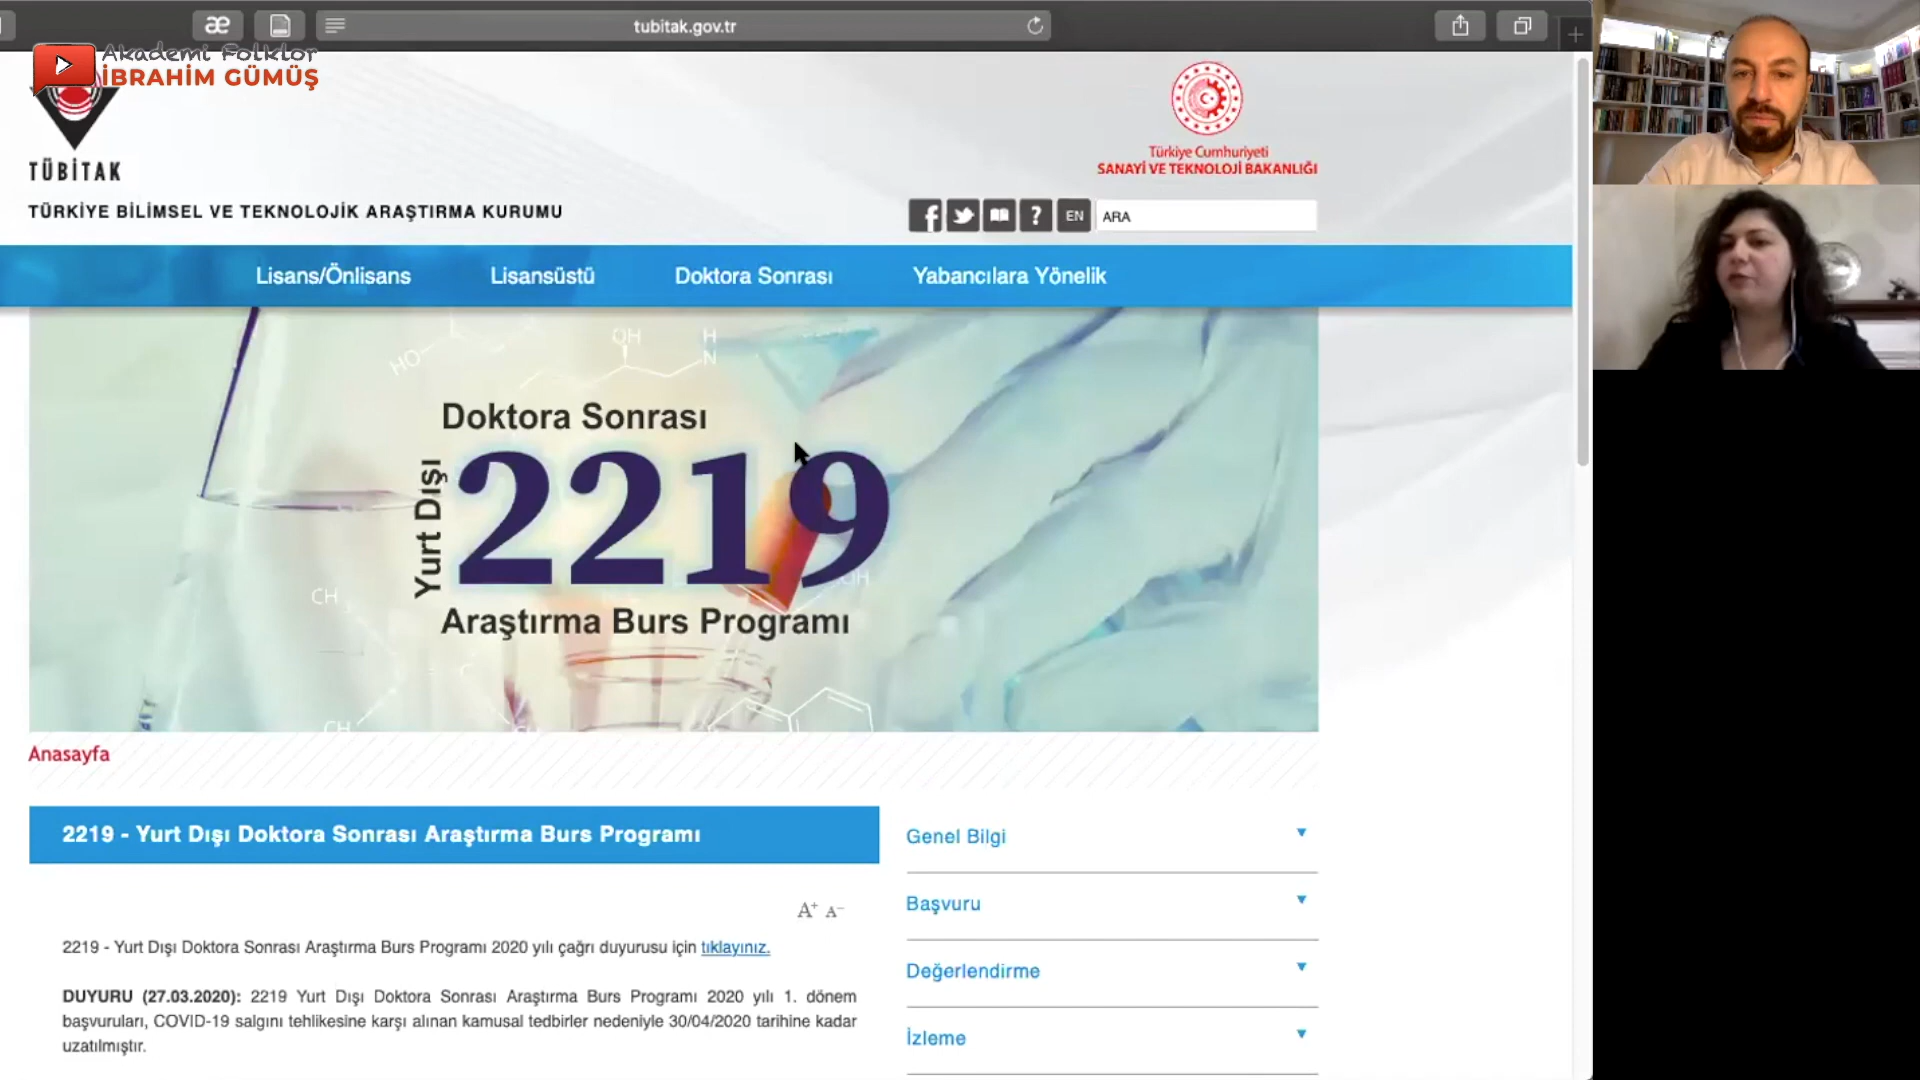 tubitak.gov.tr
Akademi Folklor
İBRAHİM GÜMÜŞ
TÜBİTAK
TÜRKİYE BİLİMSEL VE TEKNOLOJİK ARAŞTIRMA KURUMU
Türkiye Cumhuriyeti
SANAYİ VE TEKNOLOJİ BAKANLIĞI
EN
ARA
Lisans/Önlisans
Lisansüstü
Doktora Sonrası
Yabancılara Yönelik
HO
OH
H
N
Doktora Sonrası
Yurt Dışı
2219
Araştırma Burs Programı
CH
CH
Anasayfa
2219 - Yurt Dışı Doktora Sonrası Araştırma Burs Programı
A+ A-
2219 - Yurt Dışı Doktora Sonrası Araştırma Burs Programı 2020 yılı çağrı duyurusu için tıklayınız.
DUYURU (27.03.2020): 2219 Yurt Dışı Doktora Sonrası Araştırma Burs Programı 2020 yılı 1. dönem
başvuruları, COVID-19 salgını tehlikesine karşı alınan kamusal tedbirler nedeniyle 30/04/2020 tarihine kadar
uzatılmıştır.
Genel Bilgi
Başvuru
Değerlendirme
İzleme